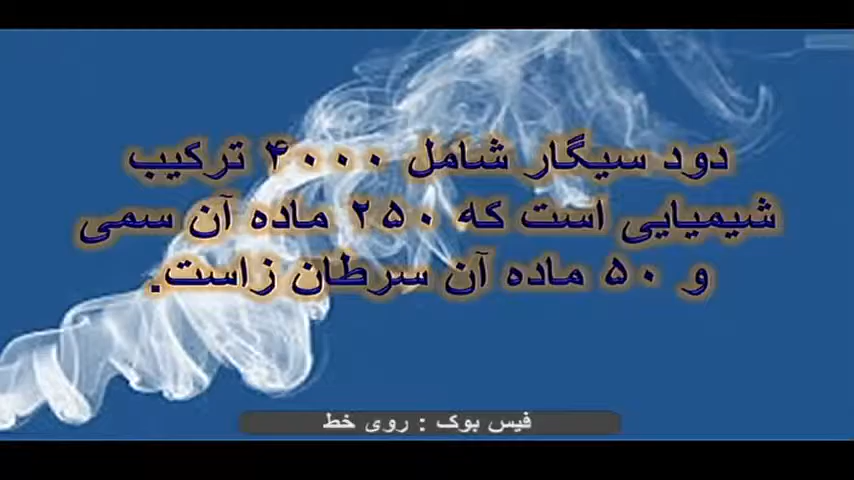 دود سیگار شامل ۴۰۰۰ ترکیب
شیمیایی است که ۲۵۰ ماده آن سمی
و ۵۰ ماده آن سرطان زاست.
فیس بوک : روی خط